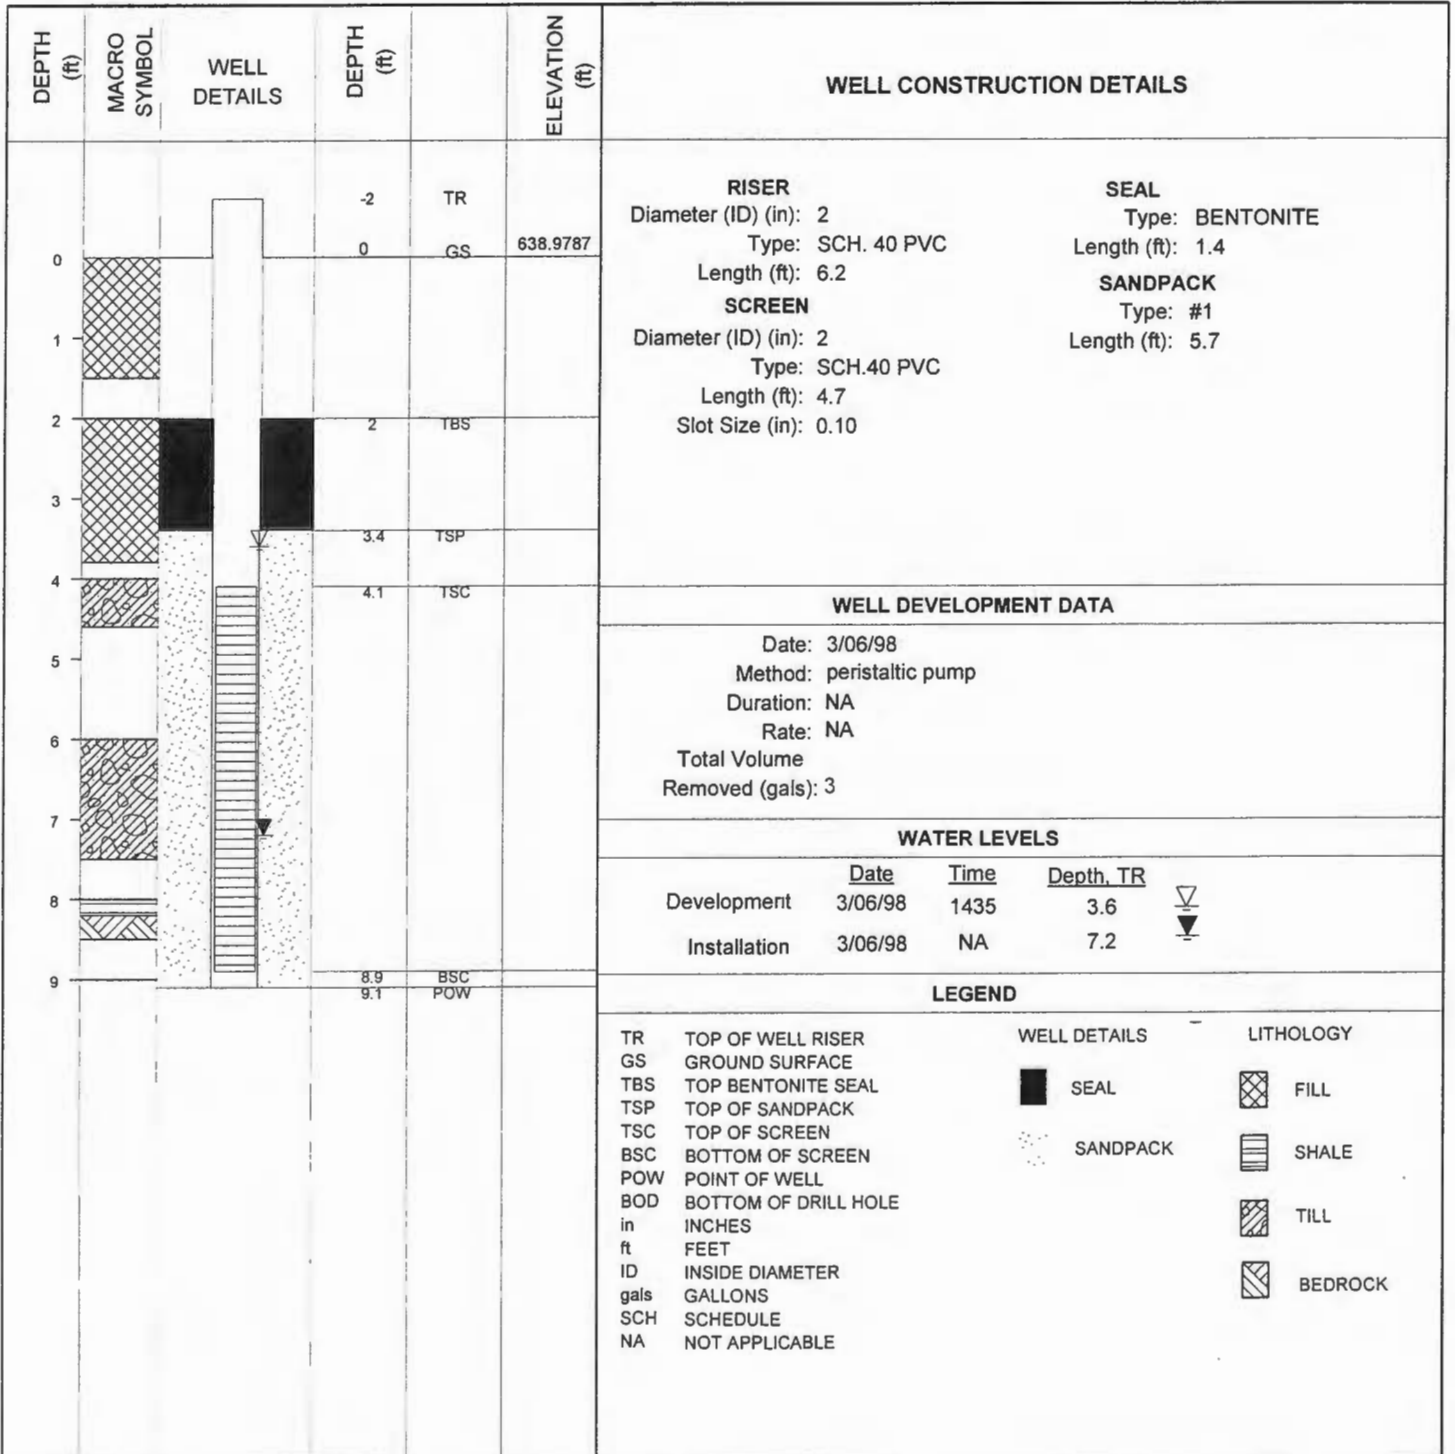 DEPTH (ft)
MACRO SYMBOL
WELL DETAILS
DEPTH (ft)
ELEVATION (ft)
-2 TR
0 GS 638.9787
2 TBS
3.4 TSP
4.1 TSC
8.9 BSC
9.1 POW
0
1
2
3
4
5
6
7
8
9
WELL CONSTRUCTION DETAILS
RISER
Diameter (ID) (in): 2
Type: SCH. 40 PVC
Length (ft): 6.2
SCREEN
Diameter (ID) (in): 2
Type: SCH.40 PVC
Length (ft): 4.7
Slot Size (in): 0.10
SEAL
Type: BENTONITE
Length (ft): 1.4
SANDPACK
Type: #1
Length (ft): 5.7
WELL DEVELOPMENT DATA
Date: 3/06/98
Method: peristaltic pump
Duration: NA
Rate: NA
Total Volume
Removed (gals): 3
WATER LEVELS
Date Time Depth, TR
Development 3/06/98 1435 3.6
Installation 3/06/98 NA 7.2
LEGEND
TR TOP OF WELL RISER
GS GROUND SURFACE
TBS TOP BENTONITE SEAL
TSP TOP OF SANDPACK
TSC TOP OF SCREEN
BSC BOTTOM OF SCREEN
POW POINT OF WELL
BOD BOTTOM OF DRILL HOLE
in INCHES
ft FEET
ID INSIDE DIAMETER
gals GALLONS
SCH SCHEDULE
NA NOT APPLICABLE
WELL DETAILS
SEAL
SANDPACK
LITHOLOGY
FILL
SHALE
TILL
BEDROCK